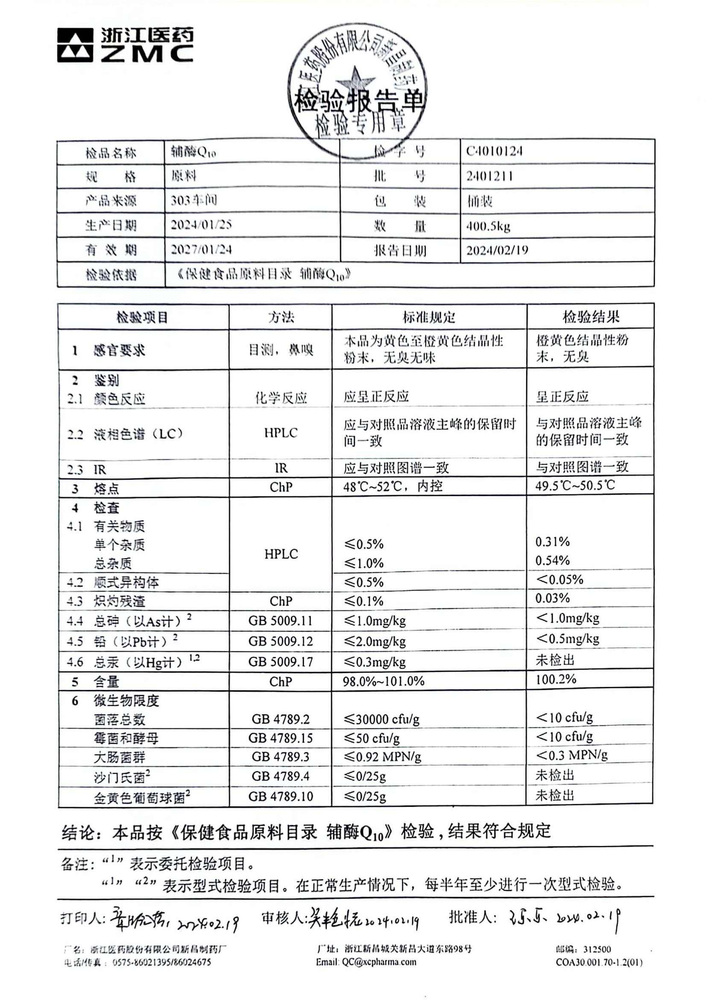 浙江医药
ZMC
医药股份有限公司新昌制药
检验报告单
检验专用章
检品名称 辅酶Q10 检 字 号 C4010124
规 格 原料 批 号 2401211
产品来源 303车间 包 装 桶装
生产日期 2024/01/25 数 量 400.5kg
有 效 期 2027/01/24 报告日期 2024/02/19
检验依据 《保健食品原料目录 辅酶Q10》
检验项目 方法 标准规定 检验结果
1 感官要求 目测，鼻嗅 本品为黄色至橙黄色结晶性粉末，无臭无味 橙黄色结晶性粉末，无臭
2 鉴别
2.1 颜色反应 化学反应 应呈正反应 呈正反应
2.2 液相色谱（LC） HPLC 应与对照品溶液主峰的保留时间一致 与对照品溶液主峰的保留时间一致
2.3 IR IR 应与对照图谱一致 与对照图谱一致
3 熔点 ChP 48℃~52℃，内控 49.5℃~50.5℃
4 检查
4.1 有关物质 HPLC
单个杂质 ≤0.5% 0.31%
总杂质 ≤1.0% 0.54%
4.2 顺式异构体 ≤0.5% <0.05%
4.3 炽灼残渣 ChP ≤0.1% 0.03%
4.4 总砷（以As计）2 GB 5009.11 ≤1.0mg/kg <1.0mg/kg
4.5 铅（以Pb计）2 GB 5009.12 ≤2.0mg/kg <0.5mg/kg
4.6 总汞（以Hg计）1,2 GB 5009.17 ≤0.3mg/kg 未检出
5 含量 ChP 98.0%~101.0% 100.2%
6 微生物限度
菌落总数 GB 4789.2 ≤30000 cfu/g <10 cfu/g
霉菌和酵母 GB 4789.15 ≤50 cfu/g <10 cfu/g
大肠菌群 GB 4789.3 ≤0.92 MPN/g <0.3 MPN/g
沙门氏菌2 GB 4789.4 ≤0/25g 未检出
金黄色葡萄球菌2 GB 4789.10 ≤0/25g 未检出
结论：本品按《保健食品原料目录 辅酶Q10》检验，结果符合规定
备注：“1” 表示委托检验项目。
“1” “2” 表示型式检验项目。在正常生产情况下，每半年至少进行一次型式检验。
打印人: 2024.02.19 审核人: 2024.02.19 批准人: 2024.02.19
厂名：浙江医药股份有限公司新昌制药厂 厂址：浙江新昌城关新昌大道东路98号 邮编：312500
电话/传真：0575-86021395/86024675 Email: QC@xcpharma.com COA30.001.70-1.2(01)